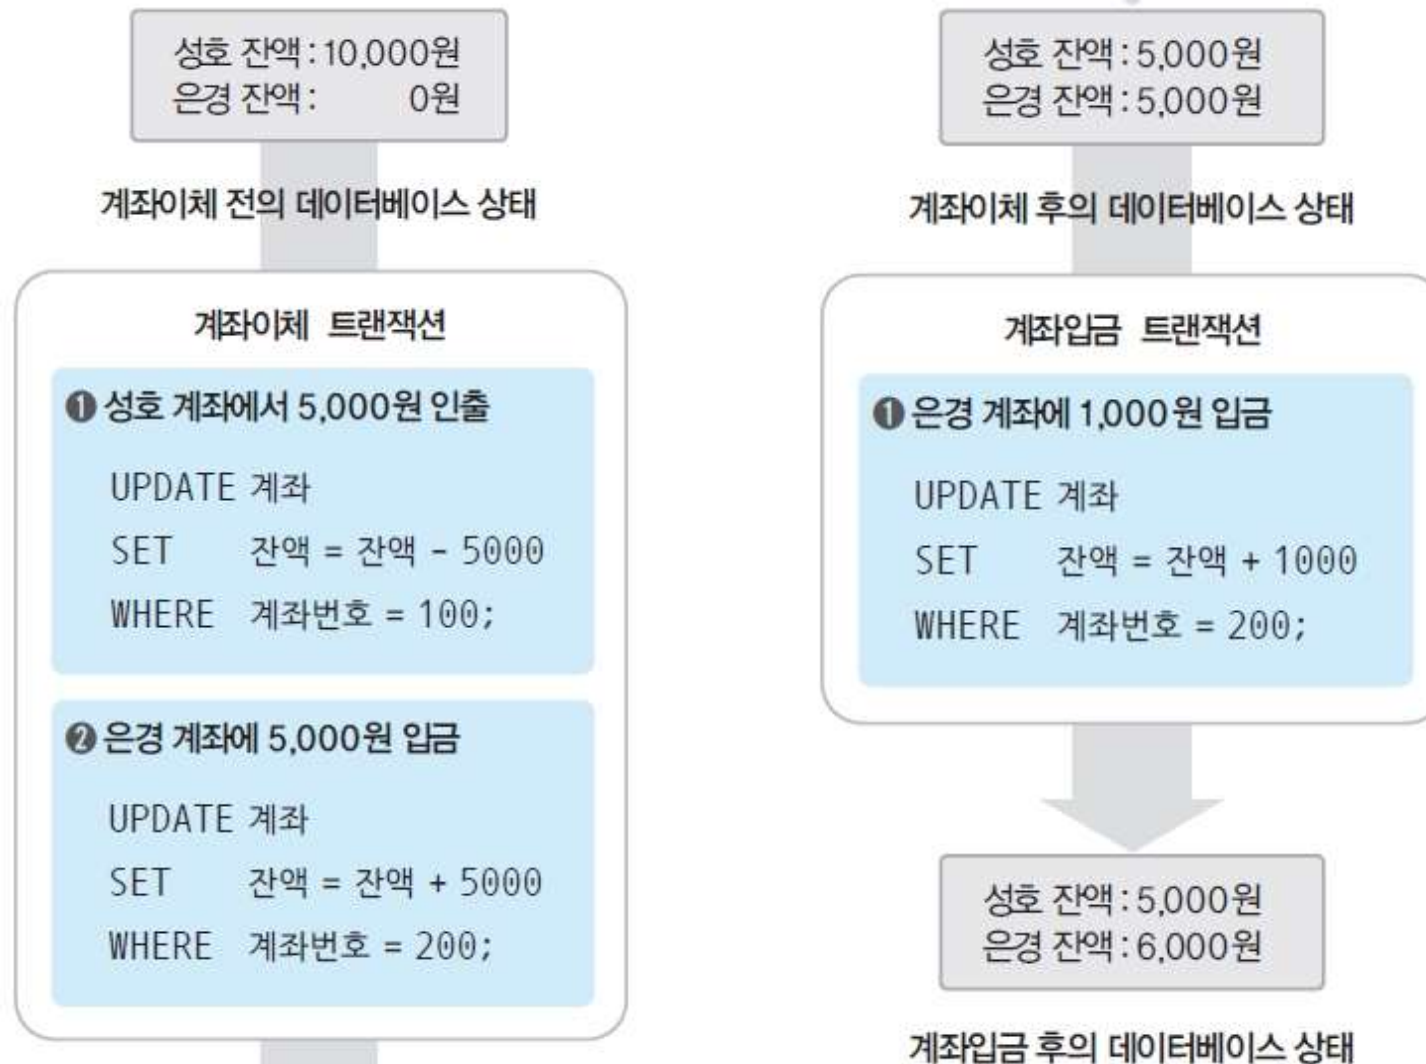 성호 잔액 : 10,000원
은경 잔액 : 0원
계좌이체 전의 데이터베이스 상태
계좌이체 트랜잭션
❶ 성호 계좌에서 5,000원 인출
UPDATE 계좌
SET 잔액 = 잔액 - 5000
WHERE 계좌번호 = 100;
❷ 은경 계좌에 5,000원 입금
UPDATE 계좌
SET 잔액 = 잔액 + 5000
WHERE 계좌번호 = 200;
성호 잔액 : 5,000원
은경 잔액 : 5,000원
계좌이체 후의 데이터베이스 상태
계좌입금 트랜잭션
❶ 은경 계좌에 1,000원 입금
UPDATE 계좌
SET 잔액 = 잔액 + 1000
WHERE 계좌번호 = 200;
성호 잔액 : 5,000원
은경 잔액 : 6,000원
계좌입금 후의 데이터베이스 상태